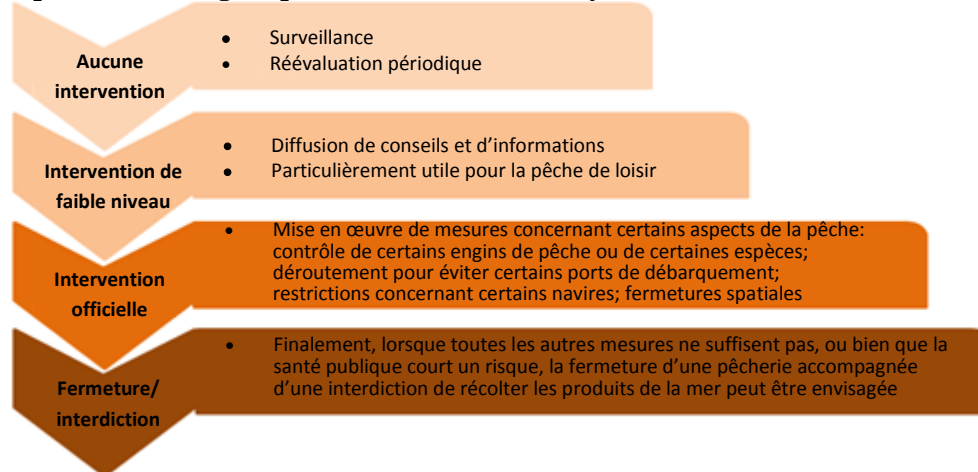 Aucune
intervention
• Surveillance
• Réévaluation périodique
Intervention de
faible niveau
• Diffusion de conseils et d’informations
• Particulièrement utile pour la pêche de loisir
Intervention
officielle
• Mise en œuvre de mesures concernant certains aspects de la pêche:
contrôle de certains engins de pêche ou de certaines espèces;
déroutement pour éviter certains ports de débarquement;
restrictions concernant certains navires; fermetures spatiales
Fermeture/
interdiction
• Finalement, lorsque toutes les autres mesures ne suffisent pas, ou bien que la
santé publique court un risque, la fermeture d’une pêcherie accompagnée
d’une interdiction de récolter les produits de la mer peut être envisagée